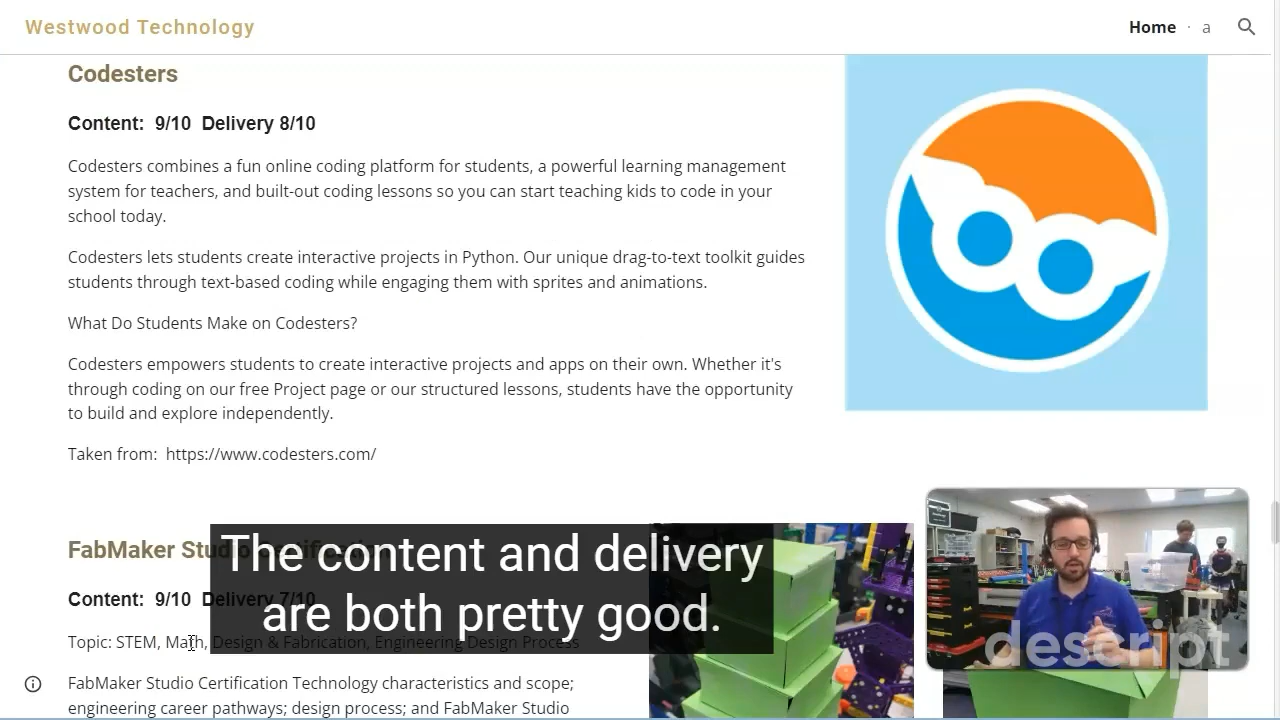 Westwood Technology
Home · a
Codesters
Content: 9/10 Delivery 8/10
Codesters combines a fun online coding platform for students, a powerful learning management
system for teachers, and built-out coding lessons so you can start teaching kids to code in your
school today.
Codesters lets students create interactive projects in Python. Our unique drag-to-text toolkit guides
students through text-based coding while engaging them with sprites and animations.
What Do Students Make on Codesters?
Codesters empowers students to create interactive projects and apps on their own. Whether it's
through coding on our free Project page or our structured lessons, students have the opportunity
to build and explore independently.
Taken from: https://www.codesters.com/
FabMaker Studio Certification
The content and delivery
are both pretty good.
Content: 9/10 Delivery 7/10
Topic: STEM, Math, Design & Fabrication, Engineering Design Process
FabMaker Studio Certification Technology characteristics and scope;
engineering career pathways; design process; and FabMaker Studio
descript